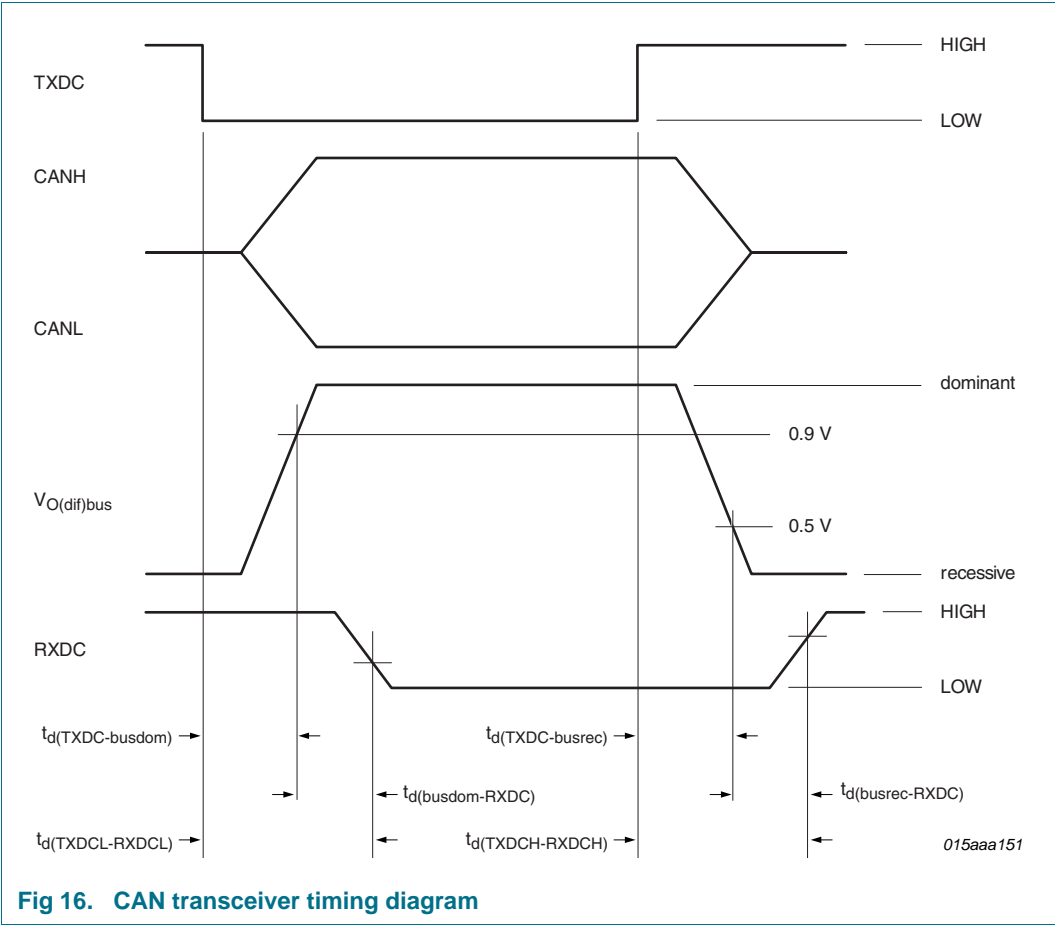 HIGH
TXDC
LOW
CANH
CANL
dominant
0.9 V
VO(dif)bus
0.5 V
recessive
HIGH
RXDC
LOW
td(TXDC-busdom)
td(TXDC-busrec)
td(busdom-RXDC)
td(busrec-RXDC)
td(TXDCL-RXDCL)
td(TXDCH-RXDCH)
015aaa151
Fig 16. CAN transceiver timing diagram